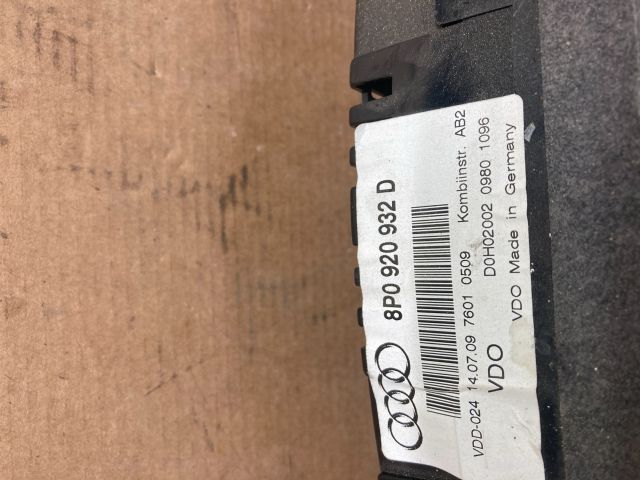 8P0 920 932 D
VDD-024 14.07.09 7601 0509 Kombiinstr. AB2
VDO D0H02002 0980 1096
VDO Made in Germany